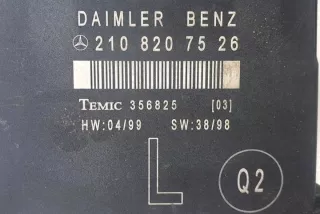 DAIMLER BENZ
210 820 75 26
TEMIC 356825 [03]
HW:04/99 SW:38/98
L
Q2